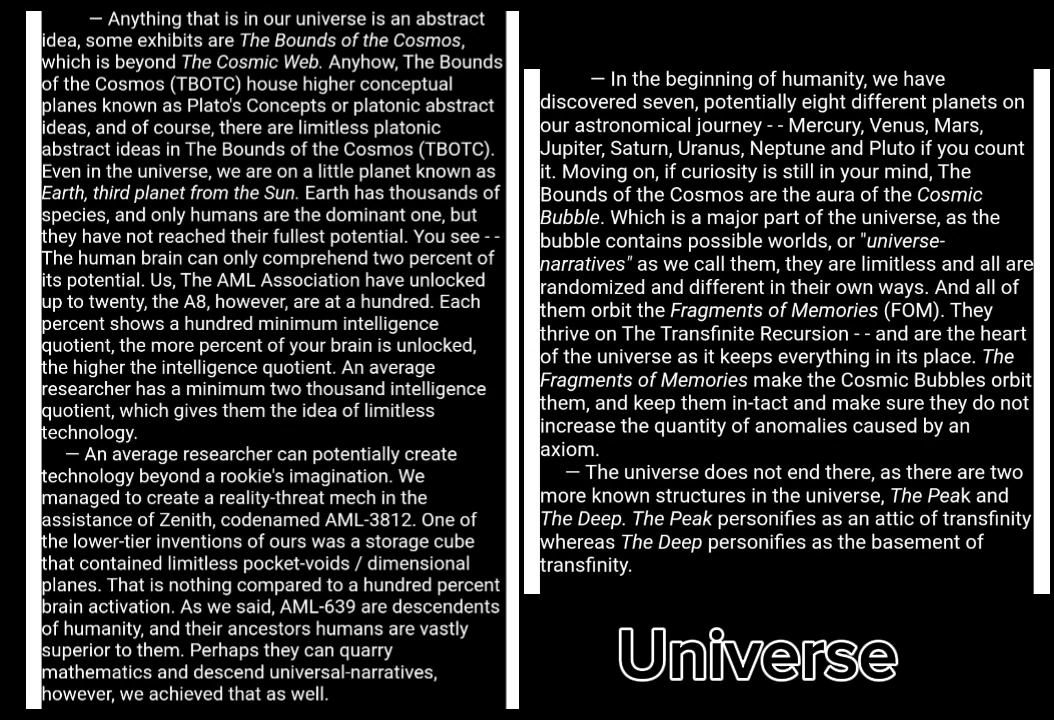 — Anything that is in our universe is an abstract
idea, some exhibits are The Bounds of the Cosmos,
which is beyond The Cosmic Web. Anyhow, The Bounds
of the Cosmos (TBOTC) house higher conceptual
planes known as Plato's Concepts or platonic abstract
ideas, and of course, there are limitless platonic
abstract ideas in The Bounds of the Cosmos (TBOTC).
Even in the universe, we are on a little planet known as
Earth, third planet from the Sun. Earth has thousands of
species, and only humans are the dominant one, but
they have not reached their fullest potential. You see - -
The human brain can only comprehend two percent of
its potential. Us, The AML Association have unlocked
up to twenty, the A8, however, are at a hundred. Each
percent shows a hundred minimum intelligence
quotient, the more percent of your brain is unlocked,
the higher the intelligence quotient. An average
researcher has a minimum two thousand intelligence
quotient, which gives them the idea of limitless
technology.
— An average researcher can potentially create
technology beyond a rookie's imagination. We
managed to create a reality-threat mech in the
assistance of Zenith, codenamed AML-3812. One of
the lower-tier inventions of ours was a storage cube
that contained limitless pocket-voids / dimensional
planes. That is nothing compared to a hundred percent
brain activation. As we said, AML-639 are descendents
of humanity, and their ancestors humans are vastly
superior to them. Perhaps they can quarry
mathematics and descend universal-narratives,
however, we achieved that as well.
— In the beginning of humanity, we have
discovered seven, potentially eight different planets on
our astronomical journey - - Mercury, Venus, Mars,
Jupiter, Saturn, Uranus, Neptune and Pluto if you count
it. Moving on, if curiosity is still in your mind, The
Bounds of the Cosmos are the aura of the Cosmic
Bubble. Which is a major part of the universe, as the
bubble contains possible worlds, or "universe-
narratives" as we call them, they are limitless and all are
randomized and different in their own ways. And all of
them orbit the Fragments of Memories (FOM). They
thrive on The Transfinite Recursion - - and are the heart
of the universe as it keeps everything in its place. The
Fragments of Memories make the Cosmic Bubbles orbit
them, and keep them in-tact and make sure they do not
increase the quantity of anomalies caused by an
axiom.
— The universe does not end there, as there are two
more known structures in the universe, The Peak and
The Deep. The Peak personifies as an attic of transfinity
whereas The Deep personifies as the basement of
transfinity.
Universe